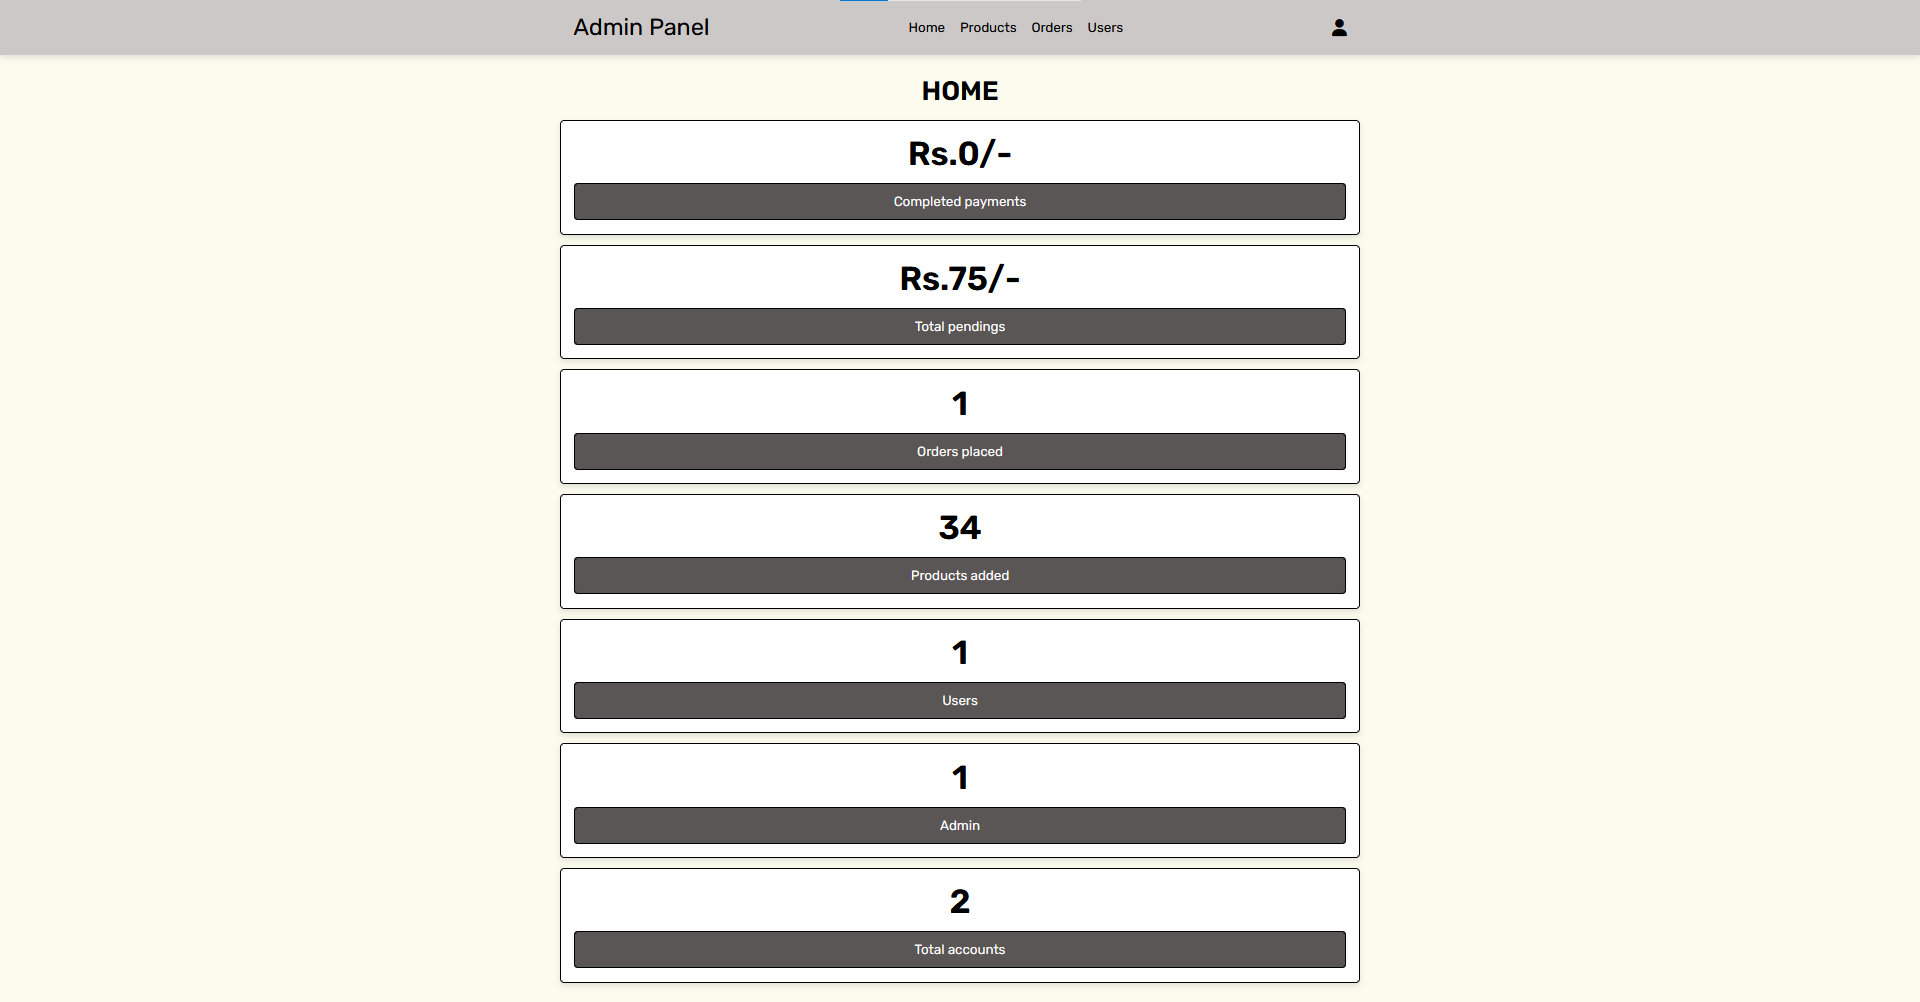 Admin Panel
Home Products Orders Users
HOME
Rs.0/-
Completed payments
Rs.75/-
Total pendings
1
Orders placed
34
Products added
1
Users
1
Admin
2
Total accounts